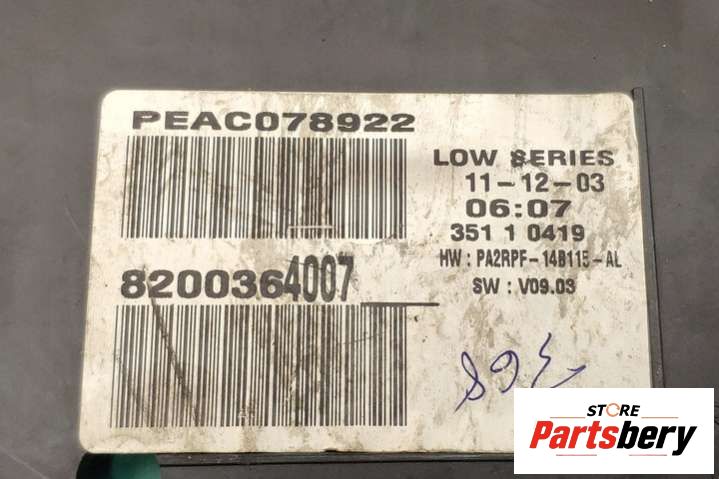 PEAC078922
LOW SERIES
11-12-03
06:07
351 1 0419
HW : PA2RPF-14B115-AL
SW : V09.03
8200364007
STORE
Partsbery